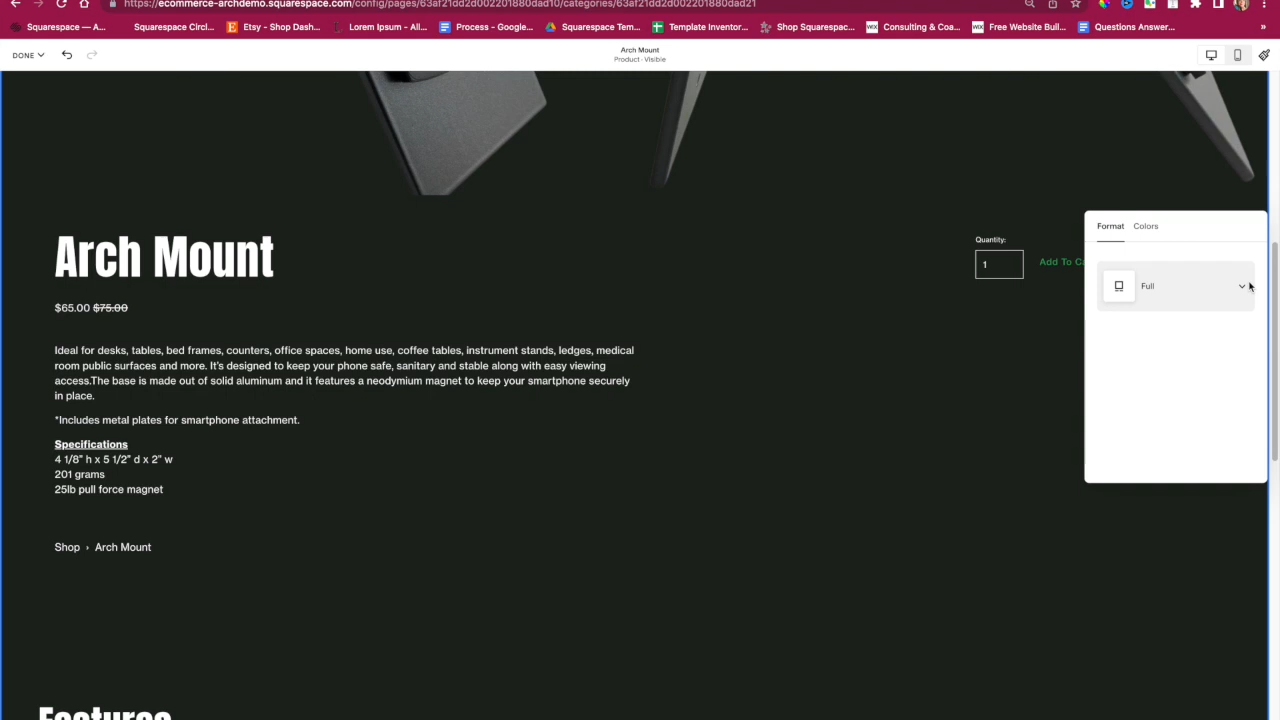 https://ecommerce-archdemo.squarespace.com/config/pages/63af21dd2d002201880dad10/categories/63af21dd2d002201880dad21
Squarespace — A... Squarespace Circl... Etsy - Shop Dash... Lorem Ipsum - All... Process - Google... Squarespace Tem... Template Inventor... Shop Squarespac... Consulting & Coa... Free Website Buil... Questions Answer... »
DONE
Arch Mount
Product · Visible
Format Colors
Full
Arch Mount
Quantity:
1
Add To Ca
$65.00 $75.00
Ideal for desks, tables, bed frames, counters, office spaces, home use, coffee tables, instrument stands, ledges, medical
room public surfaces and more. It's designed to keep your phone safe, sanitary and stable along with easy viewing
access.The base is made out of solid aluminum and it features a neodymium magnet to keep your smartphone securely
in place.
*Includes metal plates for smartphone attachment.
Specifications
4 1/8" h x 5 1/2" d x 2" w
201 grams
25lb pull force magnet
Shop › Arch Mount
Features